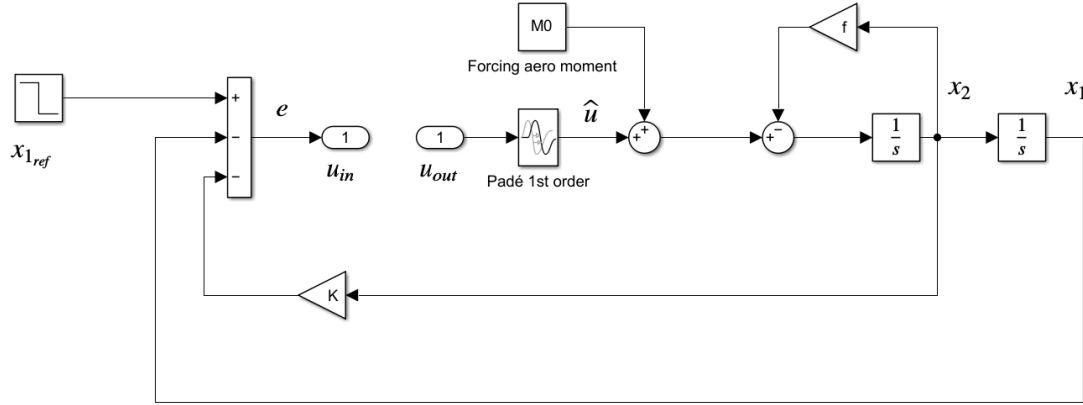 M0
f
Forcing aero moment
x₂
x₁
+
e
û
1
s
1
s
−
1
1
+
+
+
−
x₁ref
−
uᵢₙ
uₒᵤₜ
Padé 1st order
K